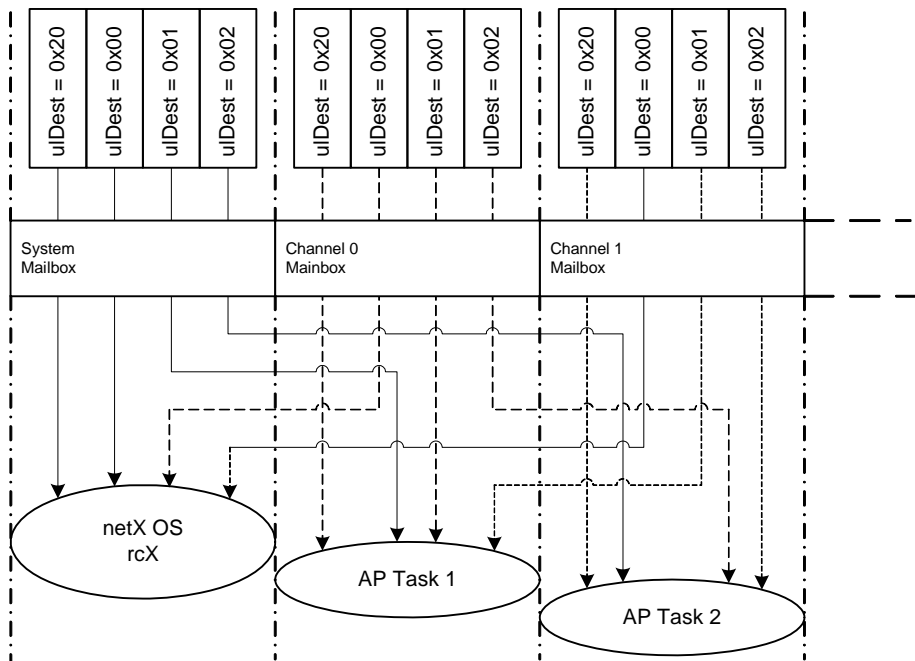 ulDest = 0x20
ulDest = 0x00
ulDest = 0x01
ulDest = 0x02
ulDest = 0x20
ulDest = 0x00
ulDest = 0x01
ulDest = 0x02
ulDest = 0x20
ulDest = 0x00
ulDest = 0x01
ulDest = 0x02
System
Mailbox
Channel 0
Mainbox
Channel 1
Mailbox
netX OS
rcX
AP Task 1
AP Task 2